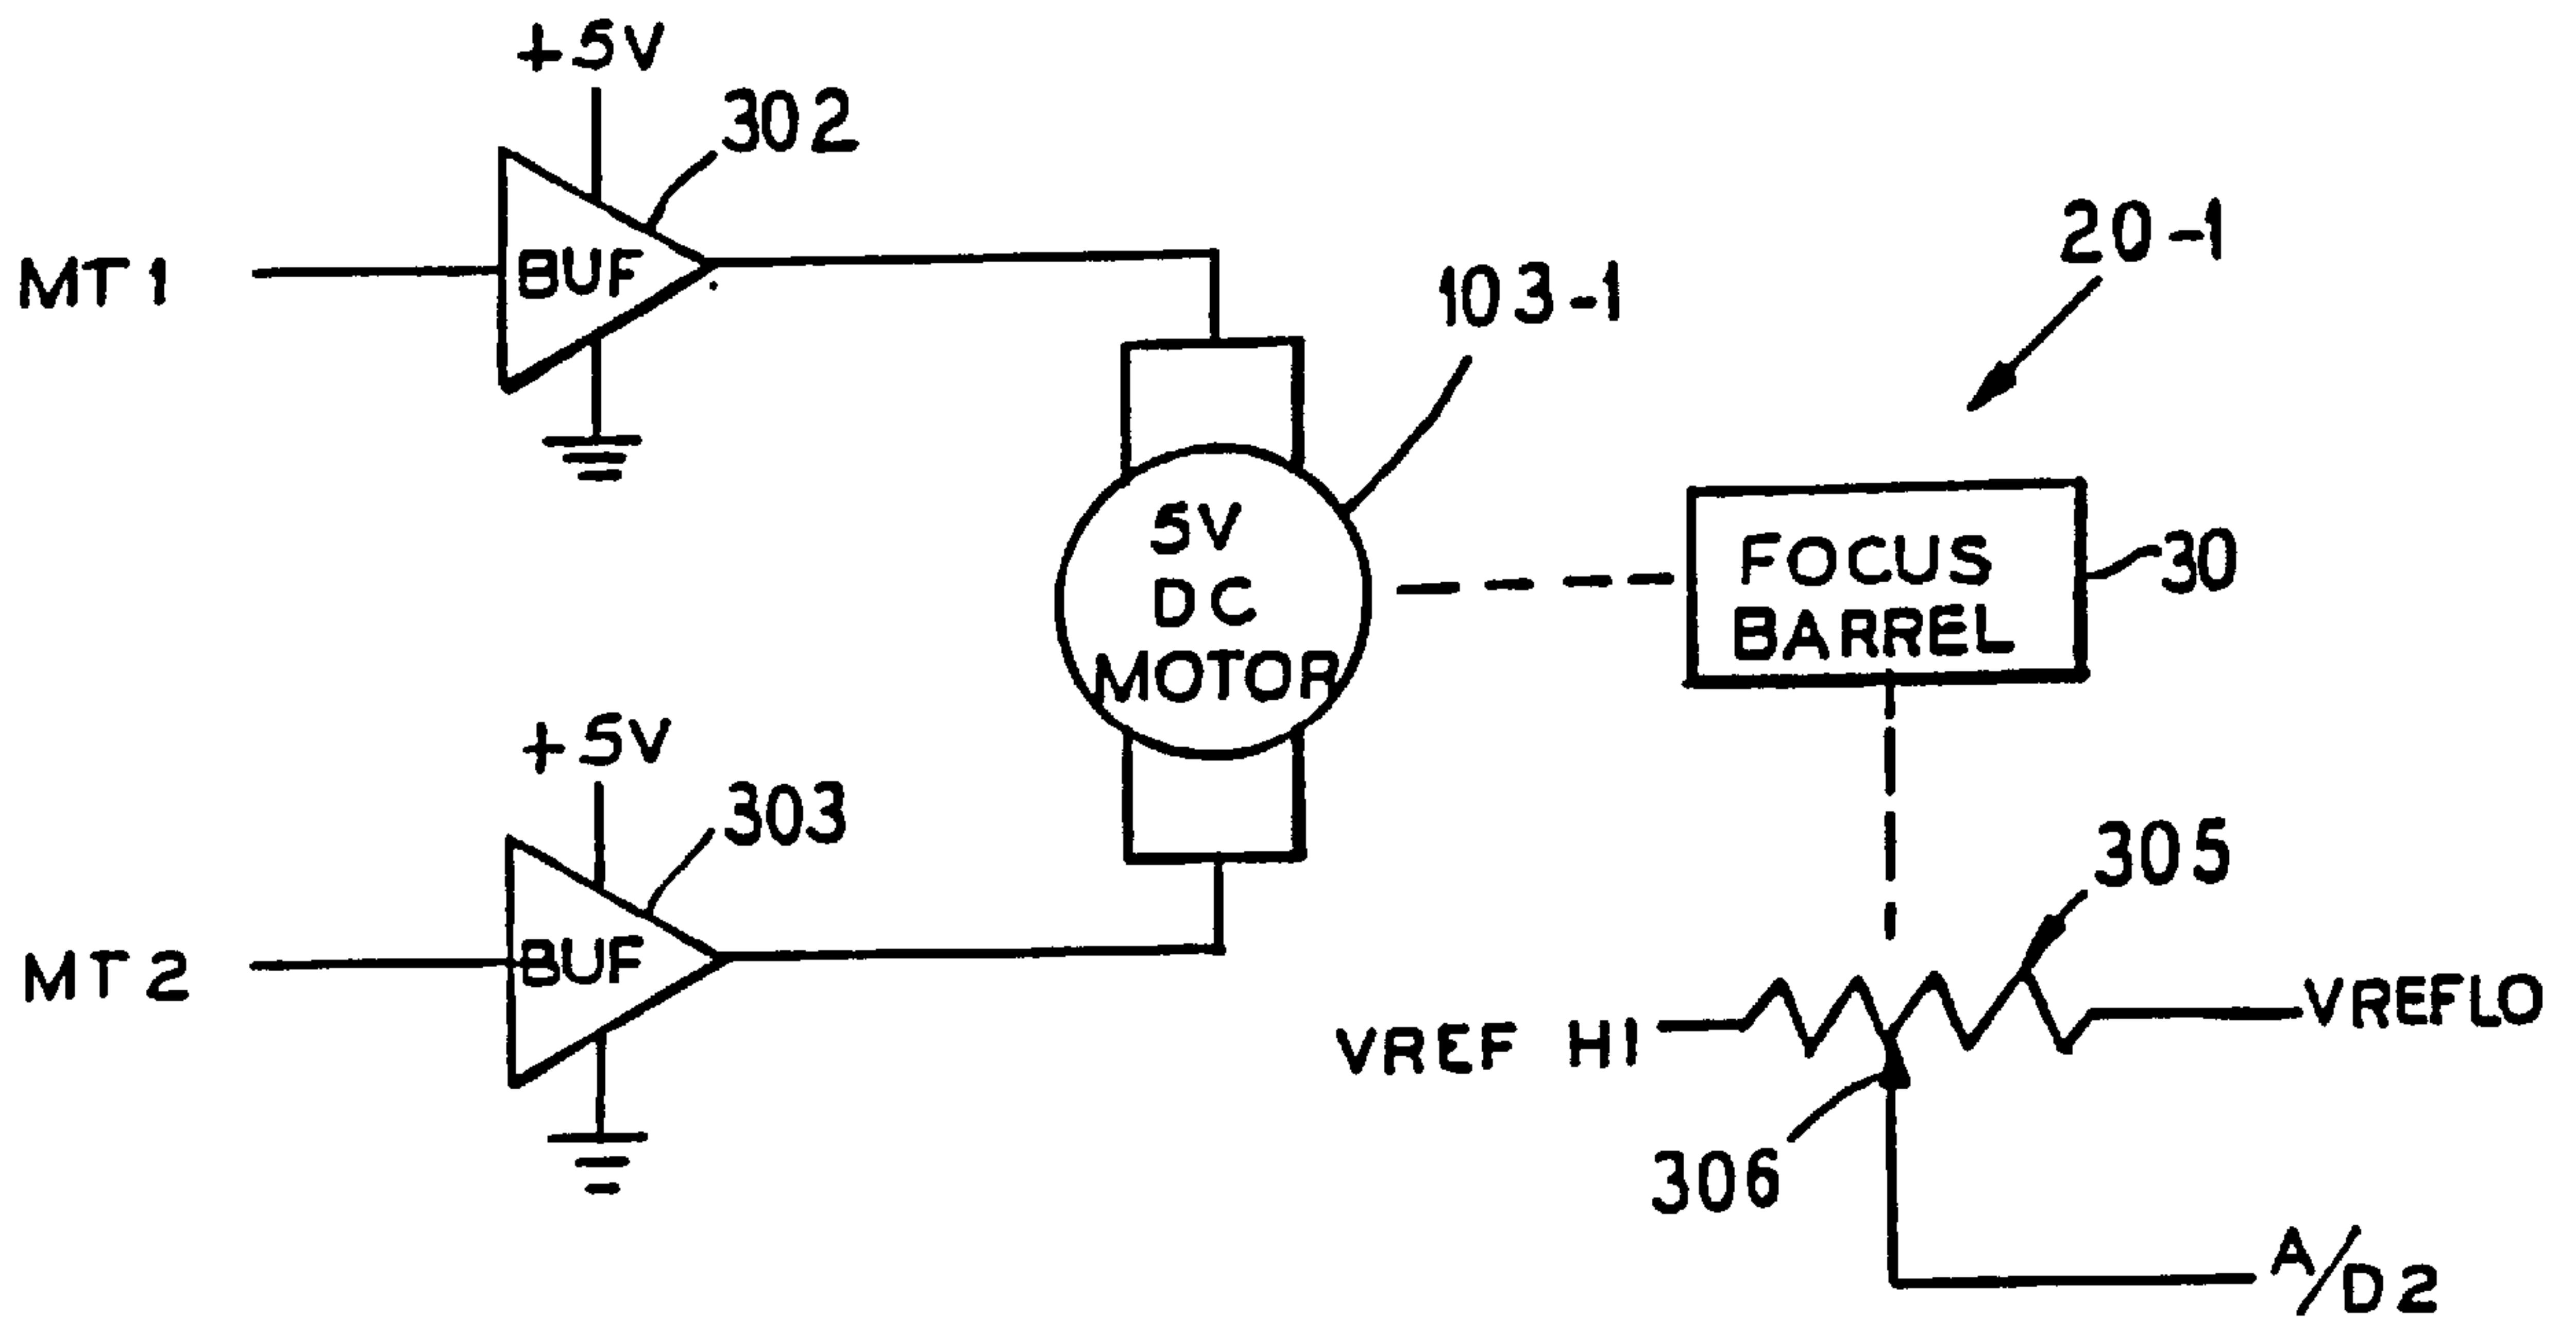 +5V
302
MT1
BUF
20-1
103-1
5V
DC
MOTOR
FOCUS
BARREL
30
+5V
303
MT2
BUF
305
VREF HI
VREFLO
306
A/D2